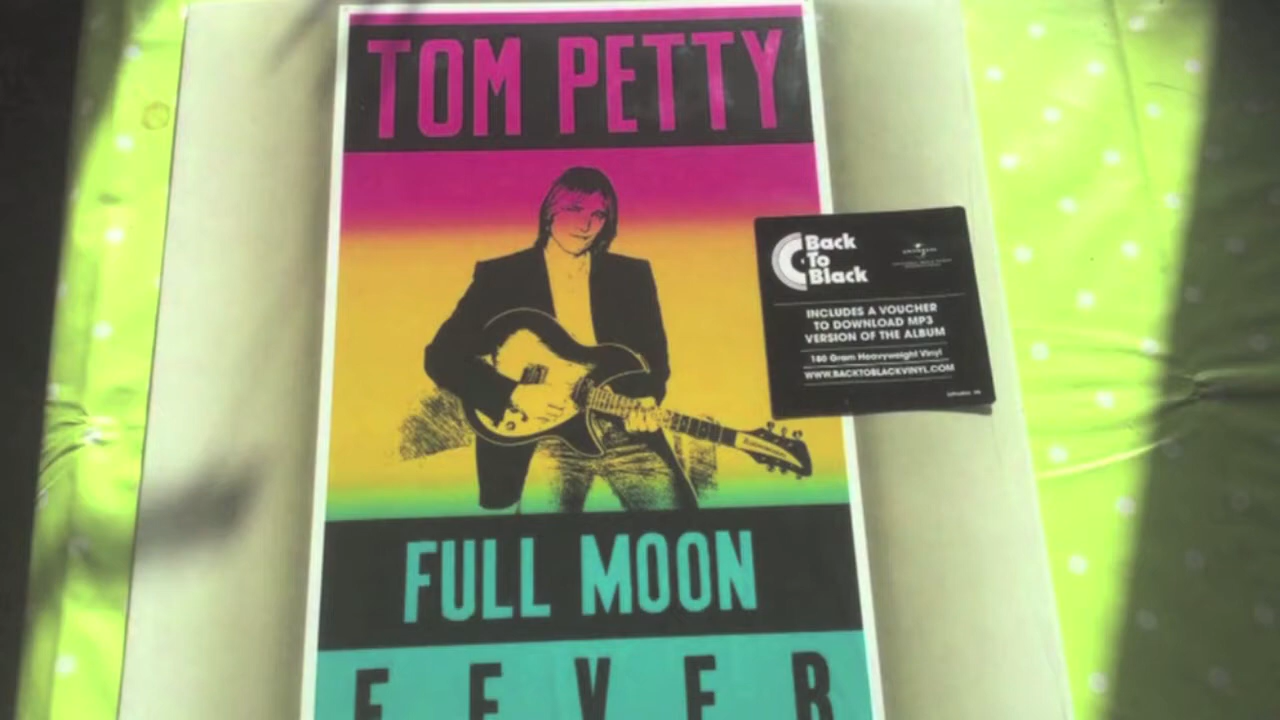 TOM PETTY
Back
To
Black
INCLUDES A VOUCHER
TO DOWNLOAD MP3
VERSION OF THE ALBUM
180 Gram Heavyweight Vinyl
WWW.BACKTOBLACKVINYL.COM
FULL MOON
FEVER